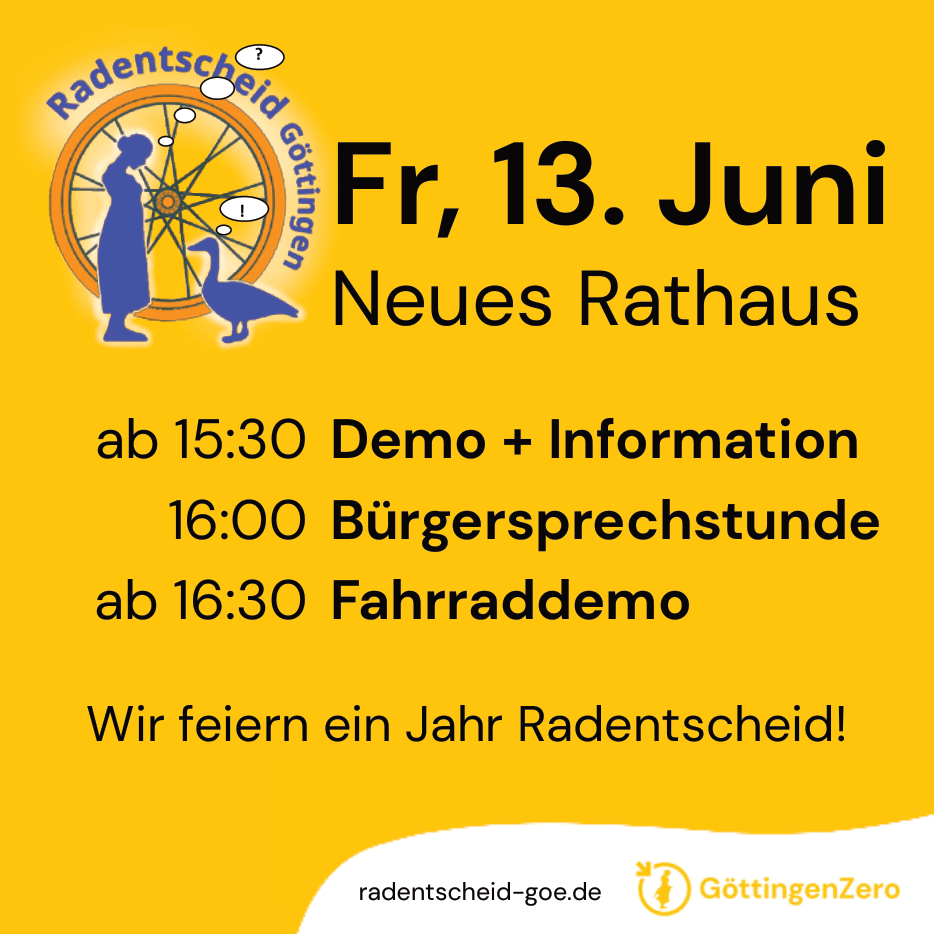 Radentscheid Göttingen
?
!
Fr, 13. Juni
Neues Rathaus
ab 15:30 Demo + Information
16:00 Bürgersprechstunde
ab 16:30 Fahrraddemo
Wir feiern ein Jahr Radentscheid!
radentscheid-goe.de
GöttingenZero